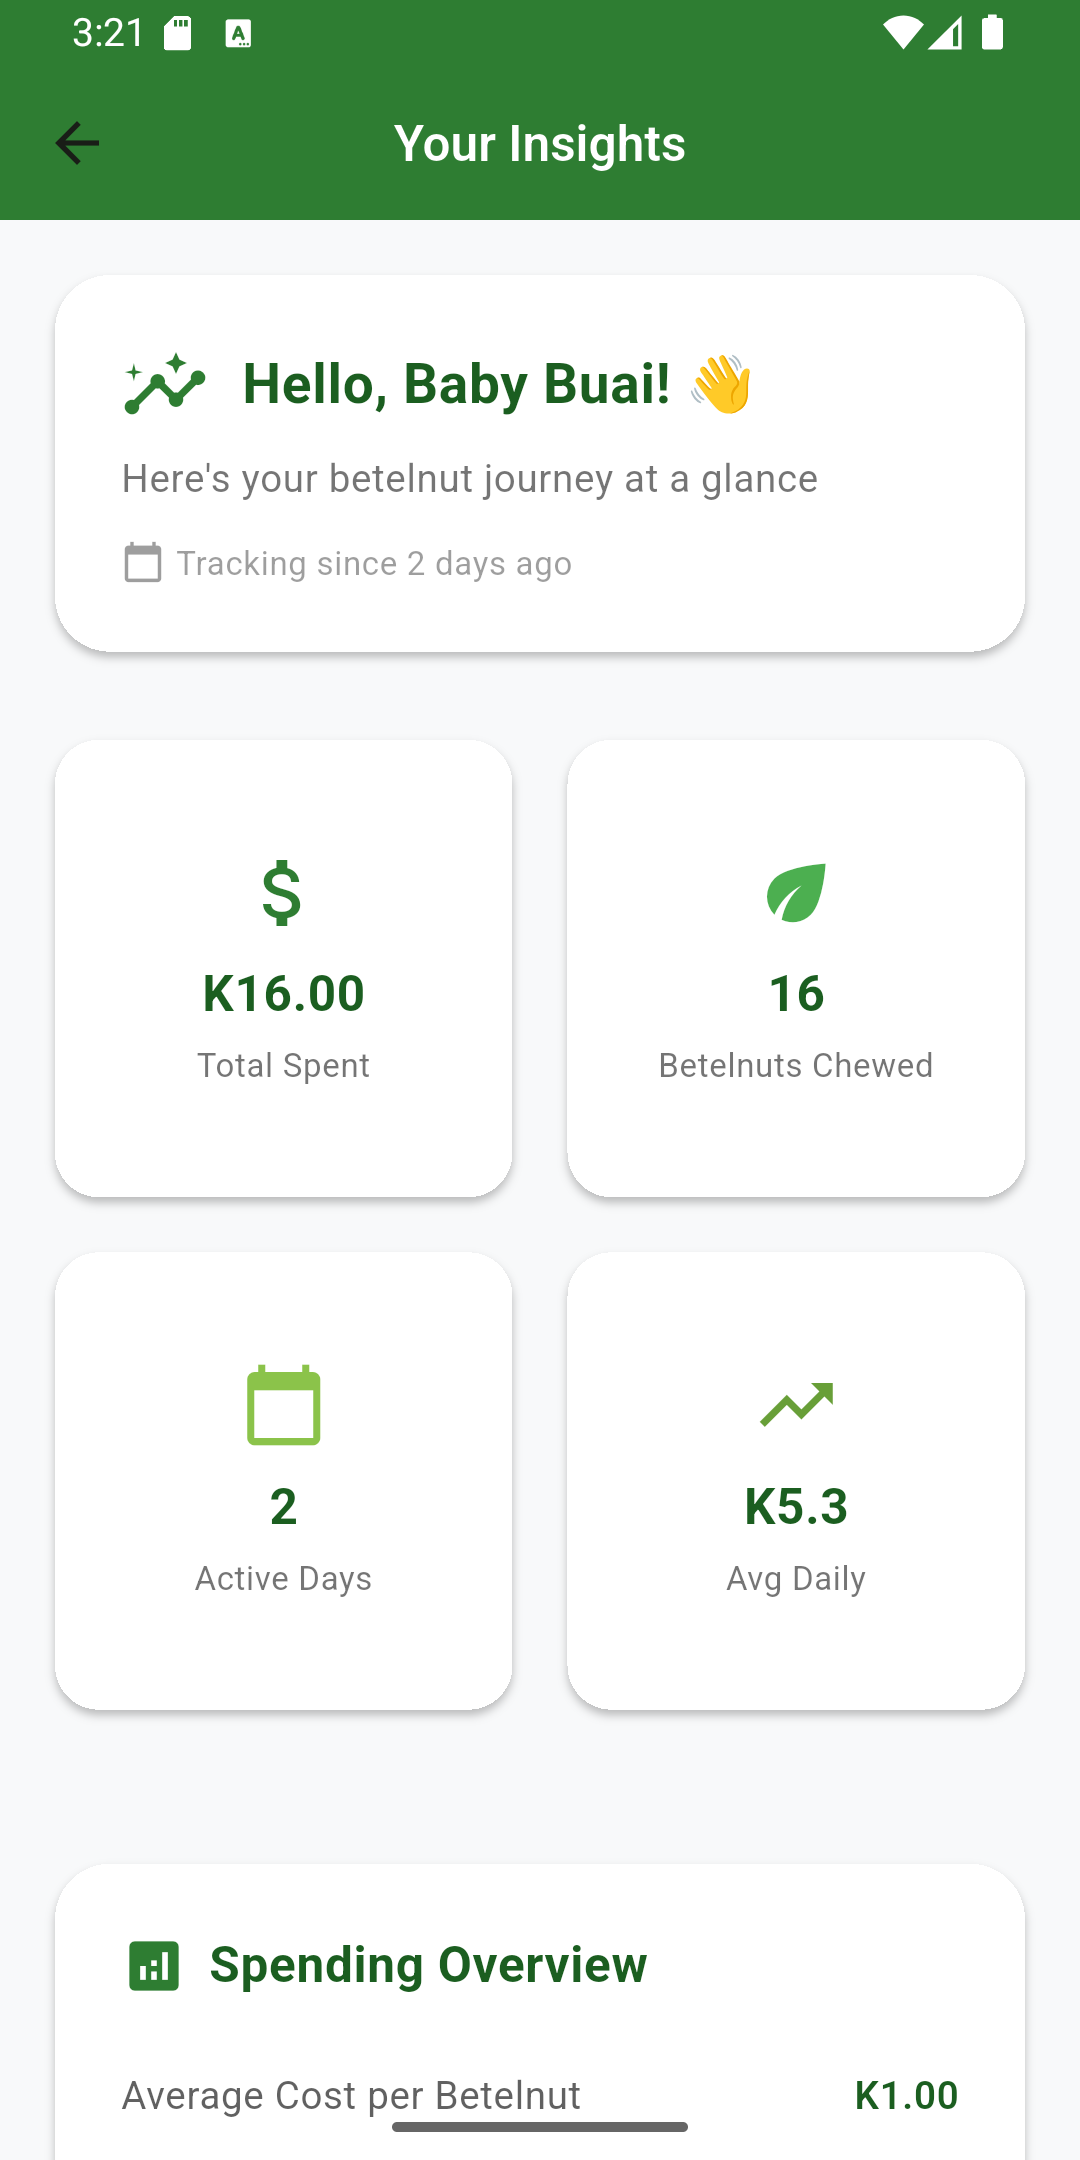 3:21
Your Insights
Hello, Baby Buai! 👋
Here's your betelnut journey at a glance
Tracking since 2 days ago
$
K16.00
Total Spent
16
Betelnuts Chewed
2
Active Days
K5.3
Avg Daily
Spending Overview
Average Cost per Betelnut K1.00